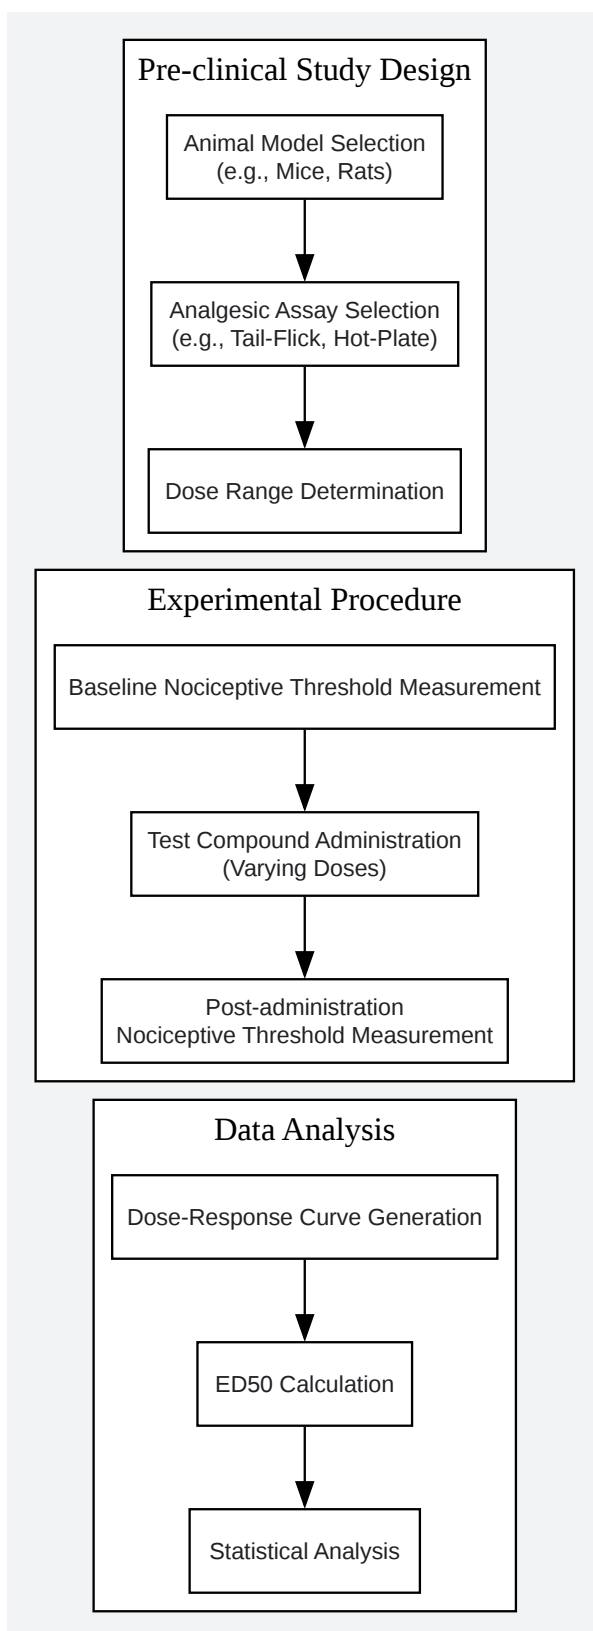 Pre-clinical Study Design
Animal Model Selection
(e.g., Mice, Rats)
Analgesic Assay Selection
(e.g., Tail-Flick, Hot-Plate)
Dose Range Determination
Experimental Procedure
Baseline Nociceptive Threshold Measurement
Test Compound Administration
(Varying Doses)
Post-administration
Nociceptive Threshold Measurement
Data Analysis
Dose-Response Curve Generation
ED50 Calculation
Statistical Analysis